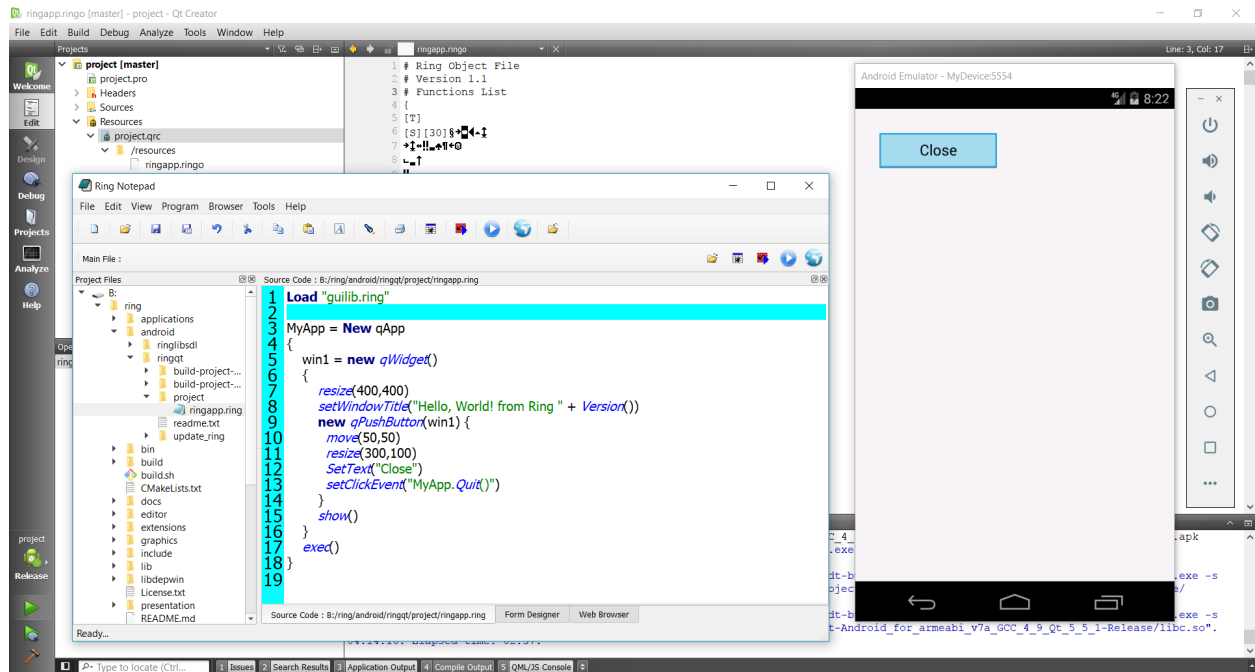 ringapp.ringo [master] - project - Qt Creator
File Edit Build Debug Analyze Tools Window Help
Projects
ringapp.ringo
Line: 3, Col: 17
Welcome
Edit
Design
Debug
Projects
Analyze
Help
project
Release
project [master]
project.pro
Headers
Sources
Resources
project.qrc
/resources
ringapp.ringo
1 # Ring Object File
2 # Version 1.1
3 # Functions List
4 {
5 [T]
6 [S][30]
7
8
Ring Notepad
File Edit View Program Browser Tools Help
Main File :
Project Files
B:
ring
applications
android
ringlibsdl
ringqt
build-project-...
build-project-...
project
ringapp.ring
readme.txt
update_ring
bin
build
build.sh
CMakeLists.txt
docs
editor
extensions
graphics
include
lib
libdepwin
License.txt
presentation
README.md
Source Code : B:/ring/android/ringqt/project/ringapp.ring
1 Load "guilib.ring"
2
3 MyApp = New qApp
4 {
5 win1 = new qWidget()
6 {
7 resize(400,400)
8 setWindowTitle("Hello, World! from Ring " + Version())
9 new qPushButton(win1) {
10 move(50,50)
11 resize(300,100)
12 SetText("Close")
13 setClickEvent("MyApp.Quit()")
14 }
15 show()
16 }
17 exec()
18 }
19
Source Code : B:/ring/android/ringqt/project/ringapp.ring Form Designer Web Browser
Ready...
Android Emulator - MyDevice:5554
4G 8:22
Close
.apk
.exe
.exe -s
.exe -s
t-Android_for_armeabi_v7a_GCC_4_9_Qt_5_5_1-Release/libc.so".
Type to locate (Ctrl... 1 Issues 2 Search Results 3 Application Output 4 Compile Output 5 QML/JS Console